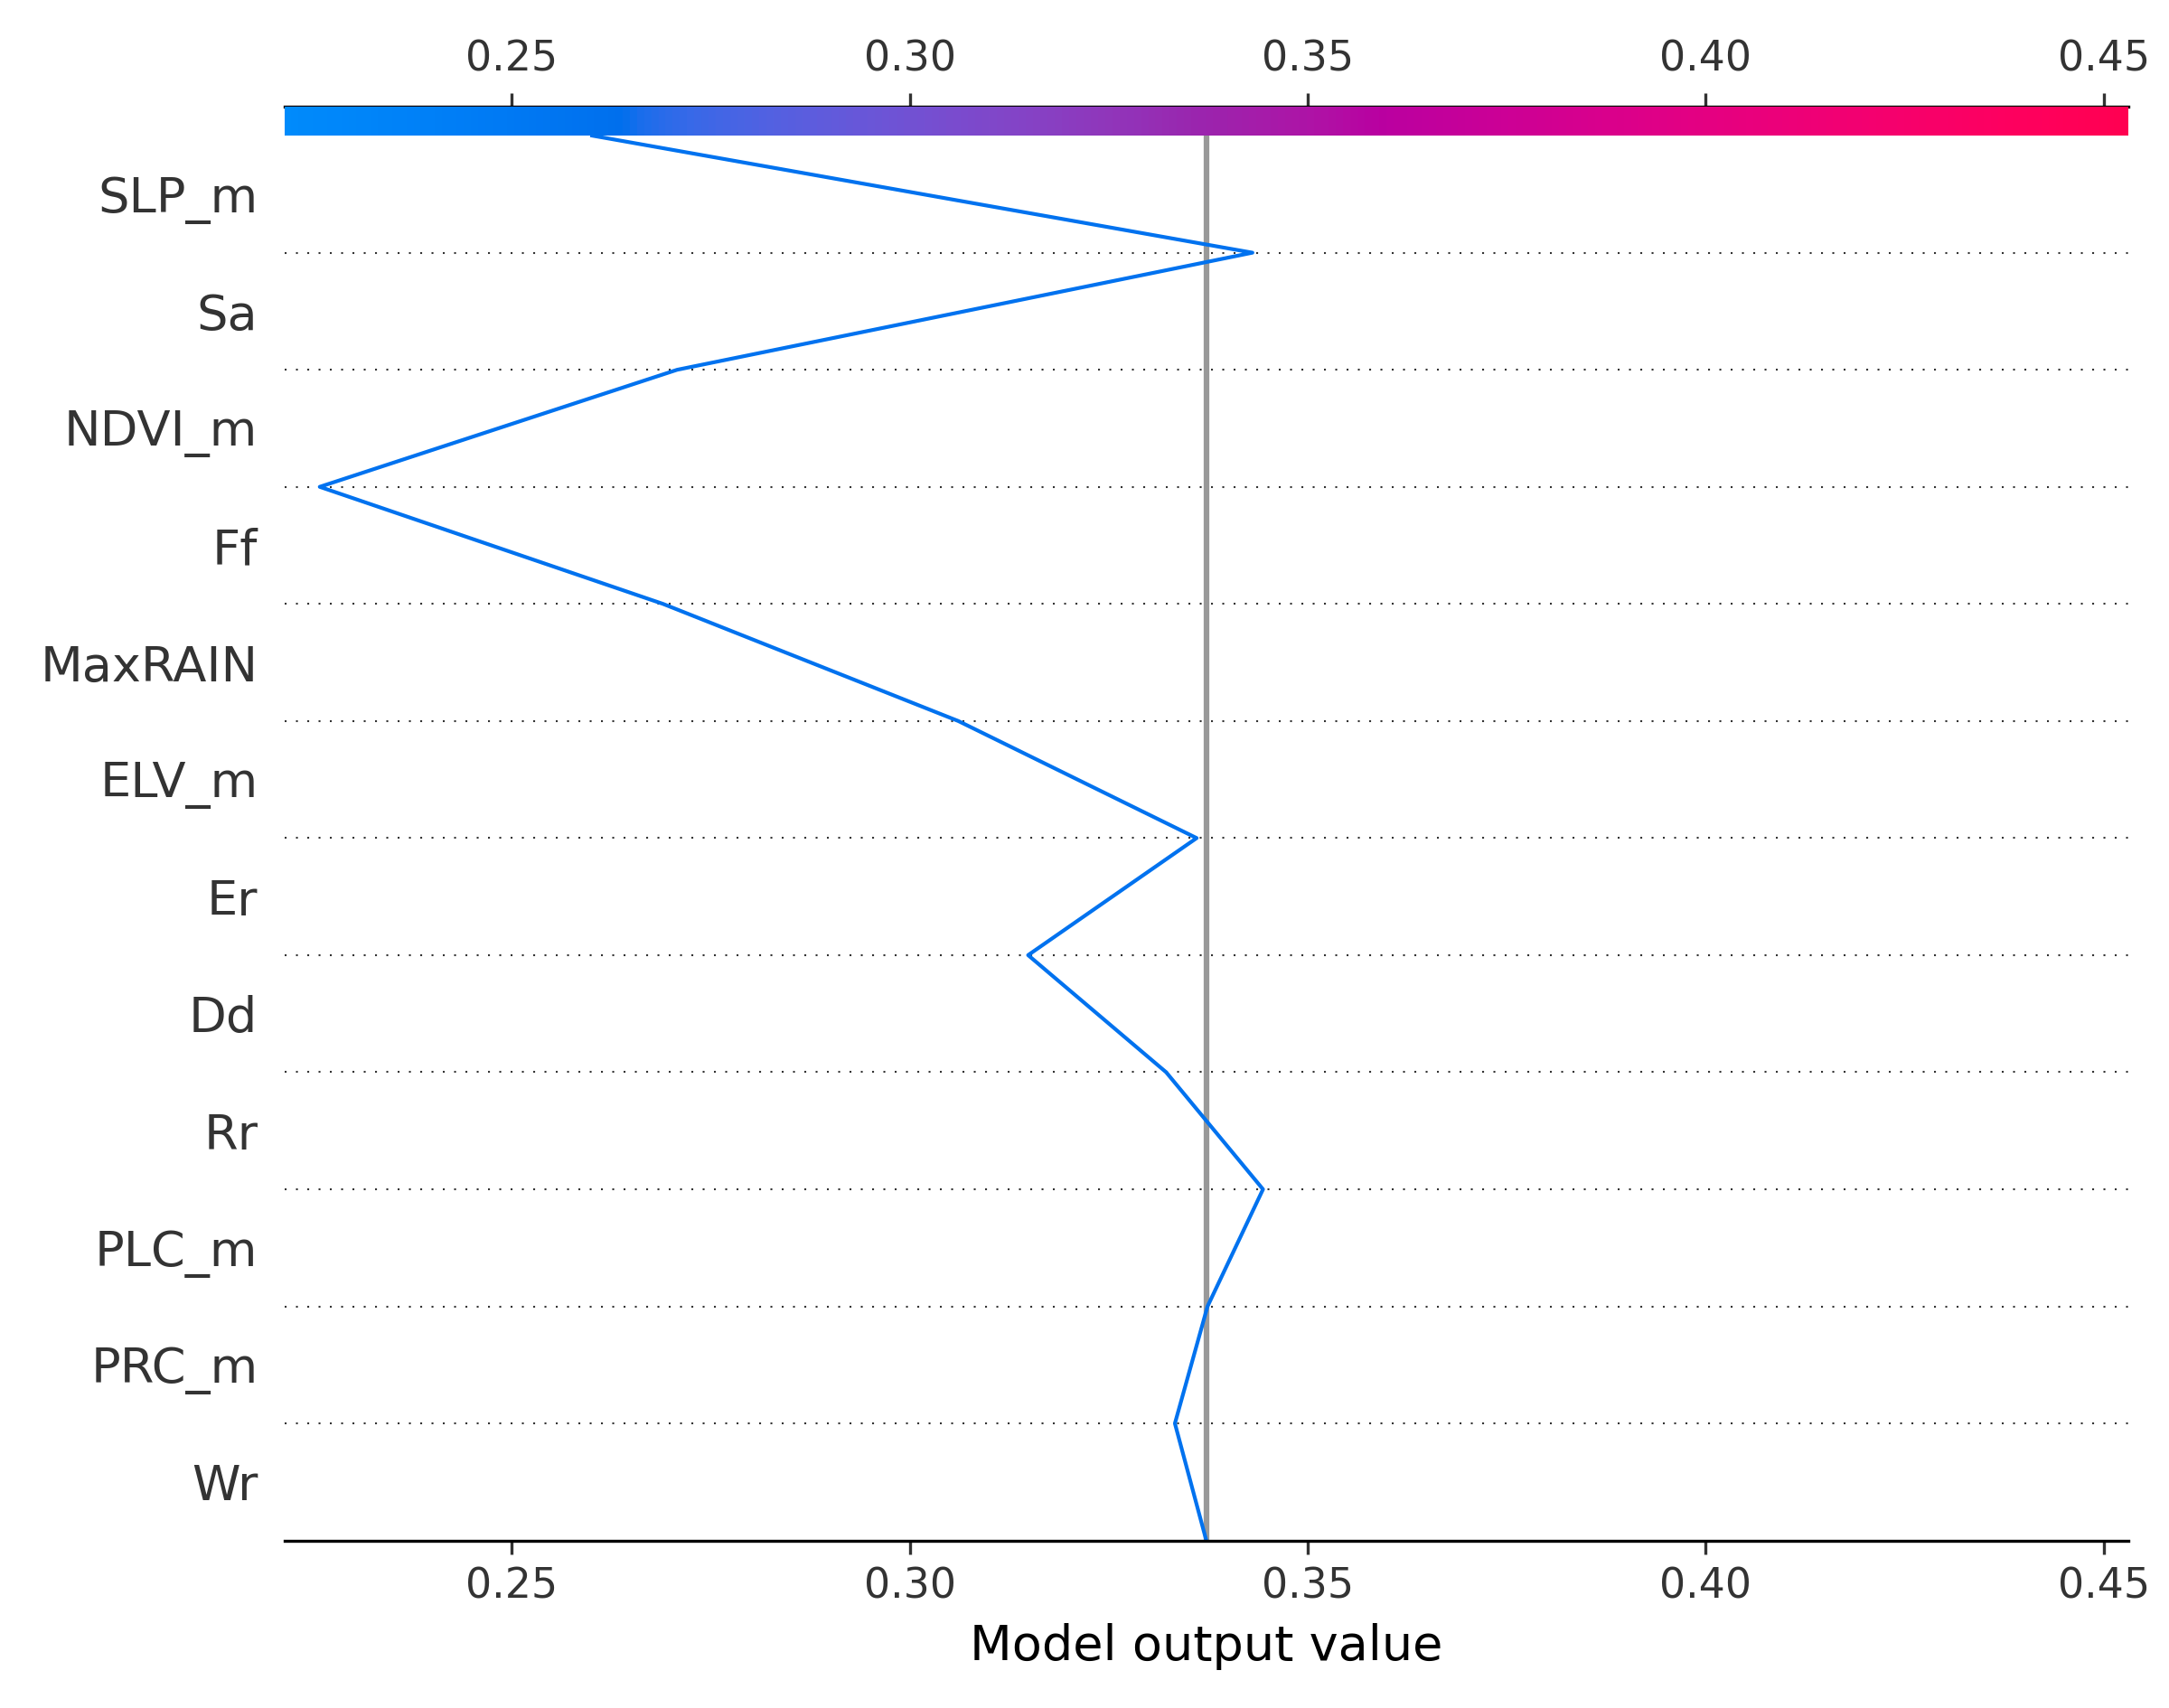 0.25 0.30 0.35 0.40 0.45
SLP_m
Sa
NDVI_m
Ff
MaxRAIN
ELV_m
Er
Dd
Rr
PLC_m
PRC_m
Wr
0.25 0.30 0.35 0.40 0.45
Model output value